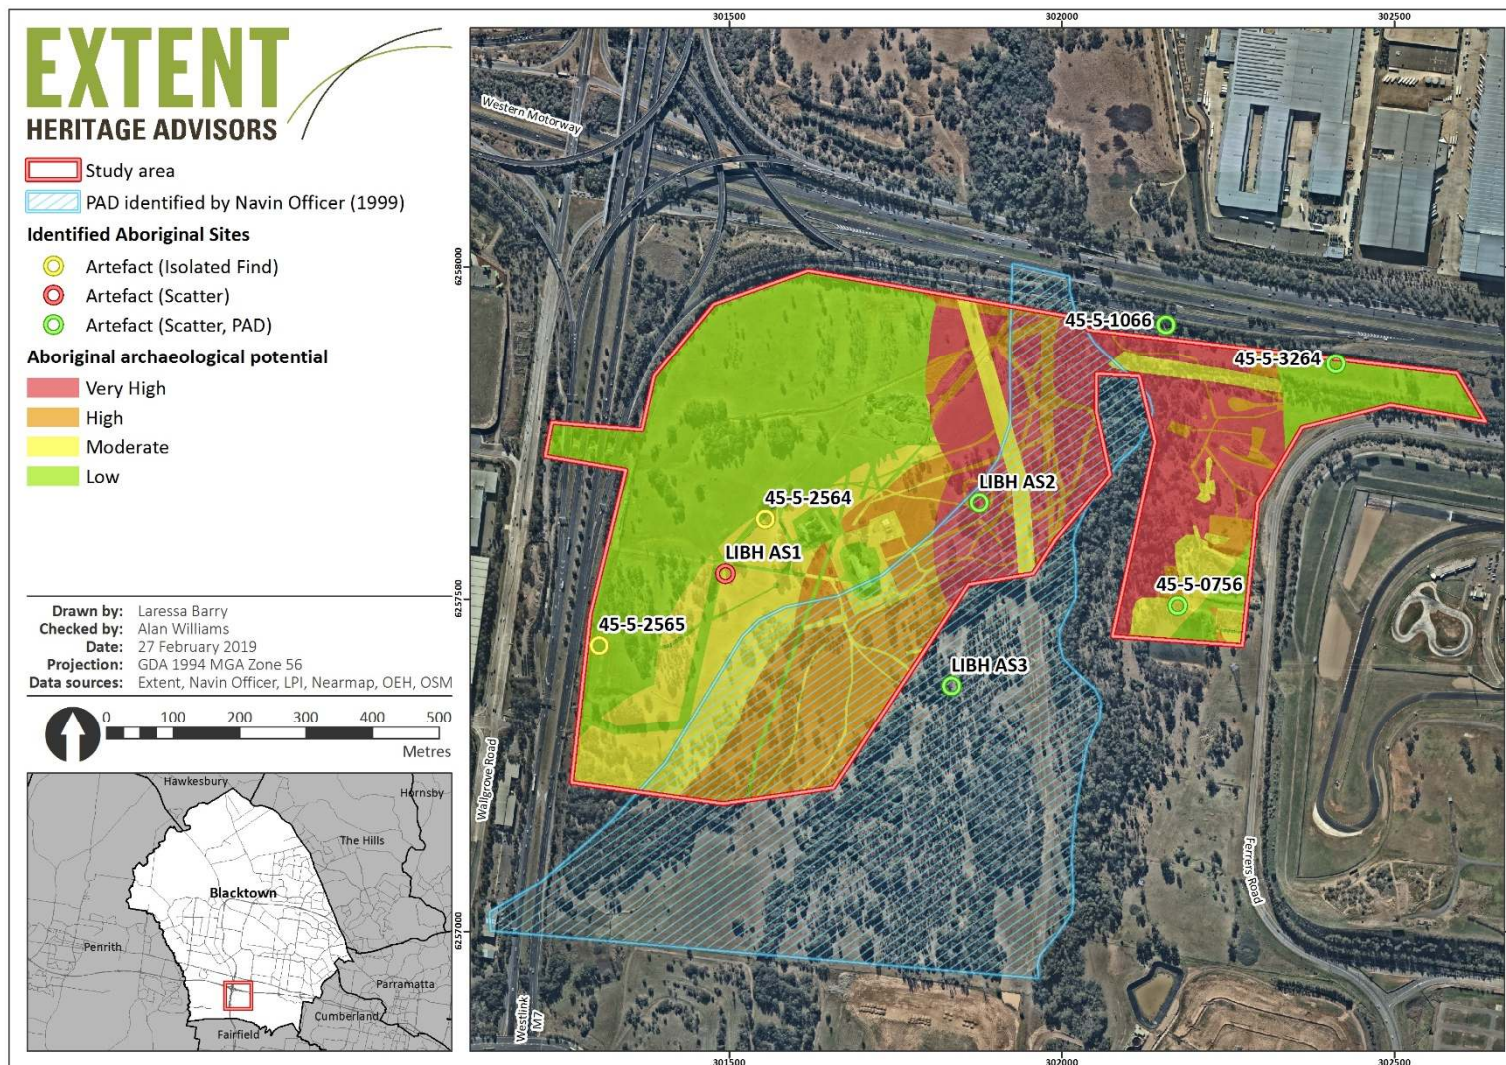 EXTENT
HERITAGE ADVISORS
Study area
PAD identified by Navin Officer (1999)
Identified Aboriginal Sites
Artefact (Isolated Find)
Artefact (Scatter)
Artefact (Scatter, PAD)
Aboriginal archaeological potential
Very High
High
Moderate
Low
Drawn by: Laressa Barry
Checked by: Alan Williams
Date: 27 February 2019
Projection: GDA 1994 MGA Zone 56
Data sources: Extent, Navin Officer, LPI, Nearmap, OEH, OSM
0 100 200 300 400 500
Metres
Hawkesbury
Hornsby
The Hills
Blacktown
Penrith
Parramatta
Cumberland
Fairfield
301500 302000 302500
Western Motorway
6258000
45-5-1066
45-5-3264
45-5-2564
LIBH AS2
LIBH AS1
6257500
45-5-0756
45-5-2565
LIBH AS3
Wallgrove Road
Ferrers Road
6257000
Westlink
M7
301500 302000 302500